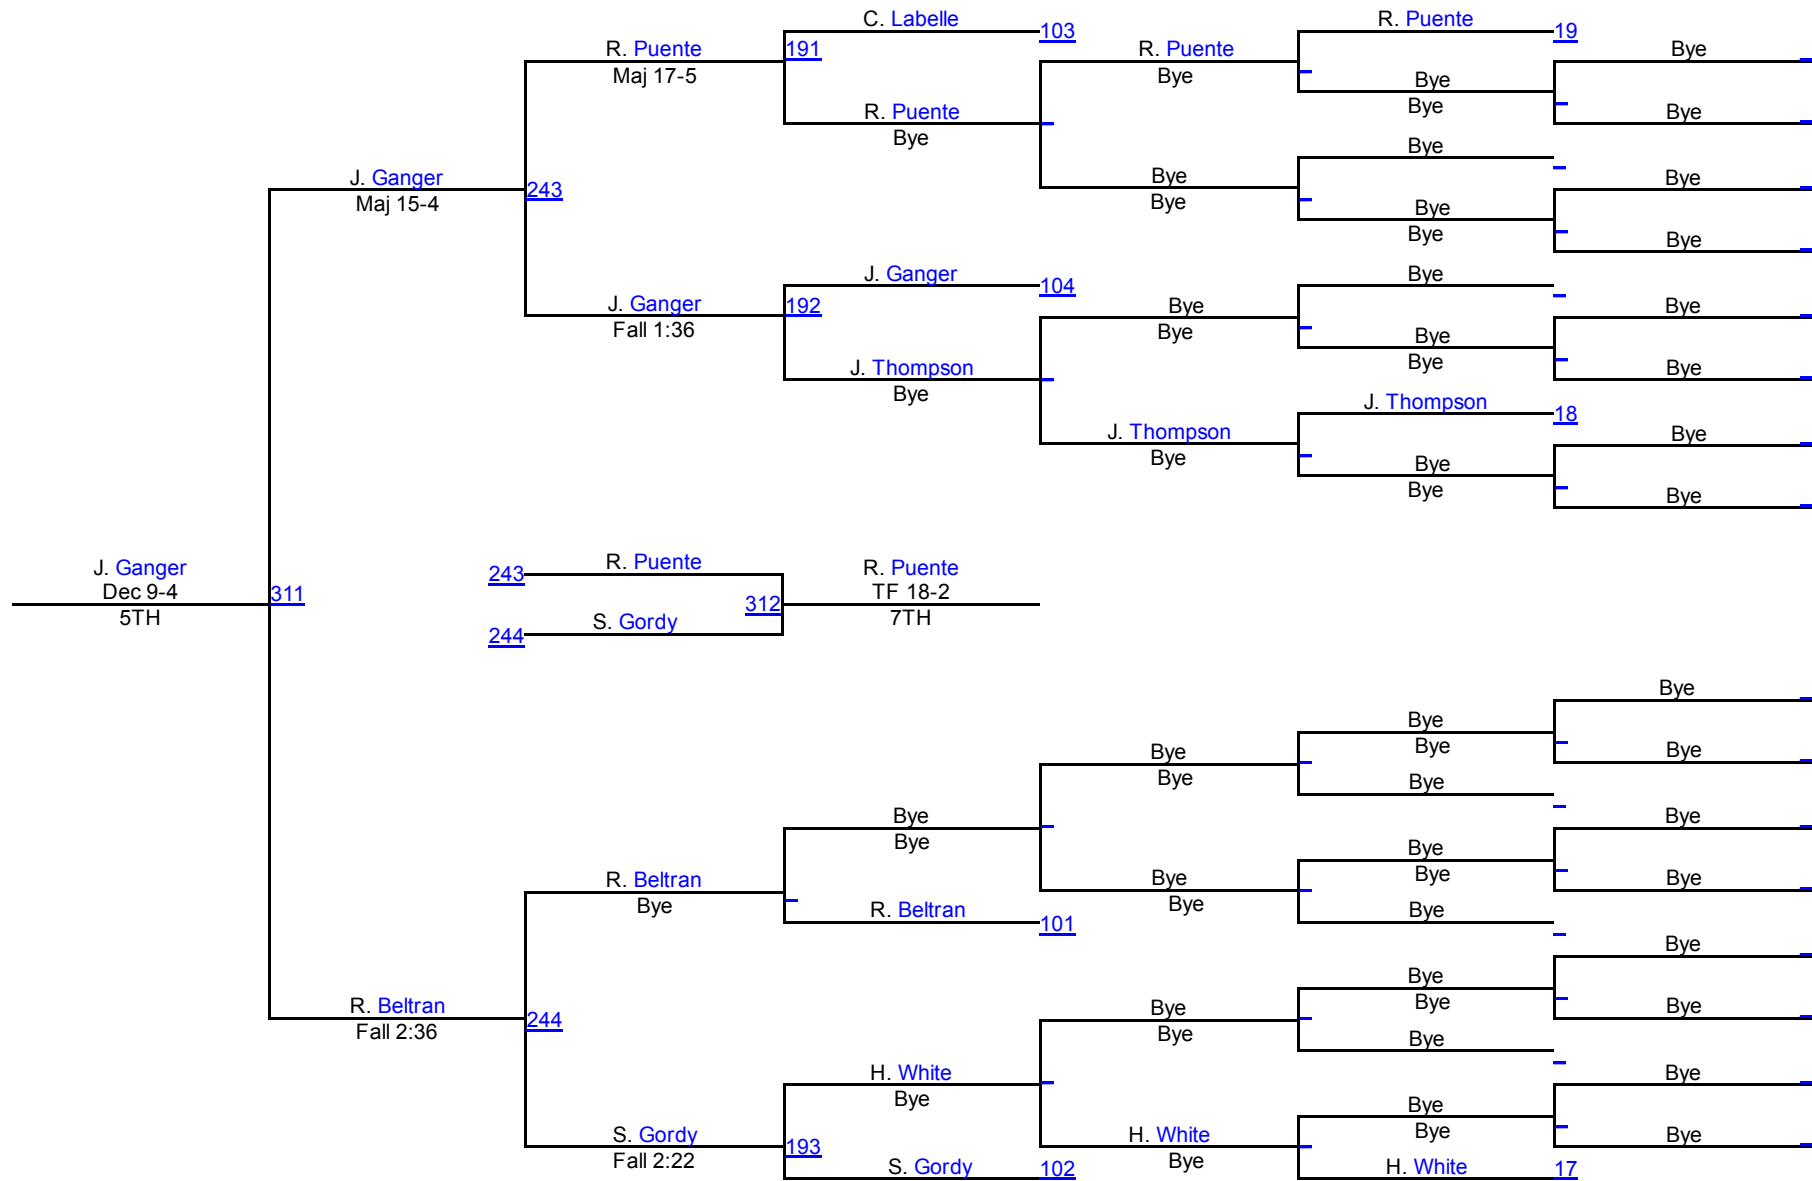 C. Labelle
R. Puente
103
19
R. Puente
191
R. Puente
Bye
Maj 17-5
Bye
Bye
Bye
R. Puente
Bye
Bye
Bye
Bye
J. Ganger
243
Bye
Bye
Maj 15-4
Bye
Bye
Bye
Bye
J. Ganger
Bye
104
J. Ganger
192
Bye
Bye
Fall 1:36
Bye
Bye
Bye
J. Thompson
Bye
Bye
J. Thompson
18
J. Thompson
Bye
Bye
Bye
Bye
Bye
J. Ganger
243
R. Puente
R. Puente
Dec 9-4
311
312
TF 18-2
5TH
244
S. Gordy
7TH
Bye
Bye
Bye
Bye
Bye
Bye
Bye
Bye
Bye
Bye
Bye
R. Beltran
Bye
Bye
Bye
Bye
R. Beltran
Bye
Bye
101
Bye
Bye
R. Beltran
244
Bye
Bye
Bye
Fall 2:36
Bye
Bye
H. White
Bye
Bye
Bye
Bye
S. Gordy
193
H. White
Bye
Bye
Fall 2:22
S. Gordy
102
Bye
H. White
17